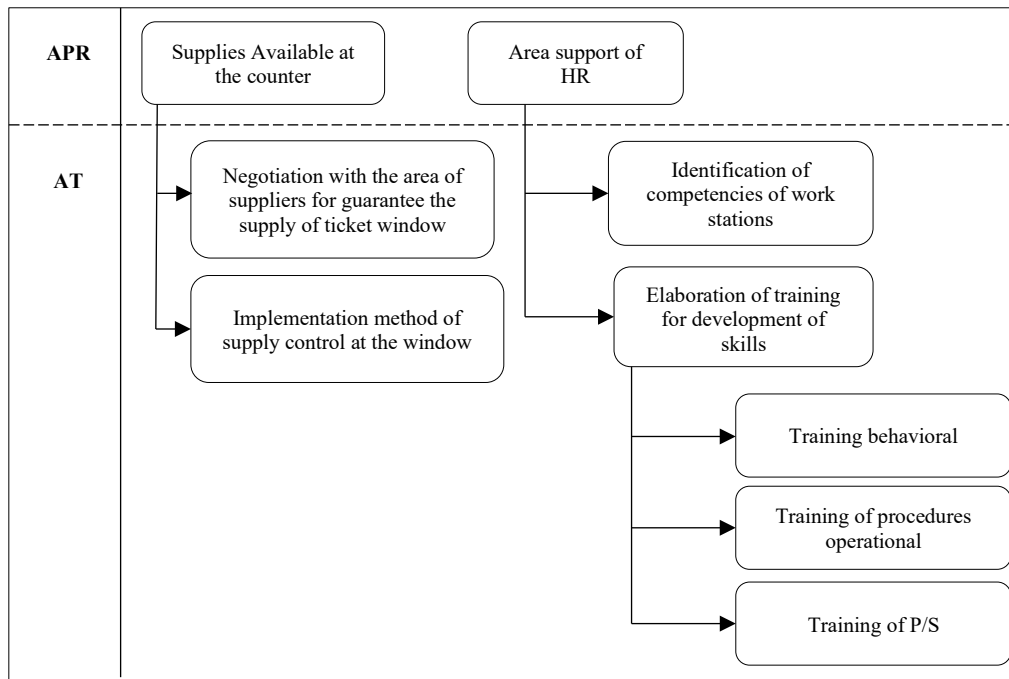 APR
Supplies Available at
the counter
Area support of
HR
AT
Negotiation with the area of
suppliers for guarantee the
supply of ticket window
Identification of
competencies of work
stations
Implementation method of
supply control at the window
Elaboration of training
for development of
skills
Training behavioral
Training of procedures
operational
Training of P/S